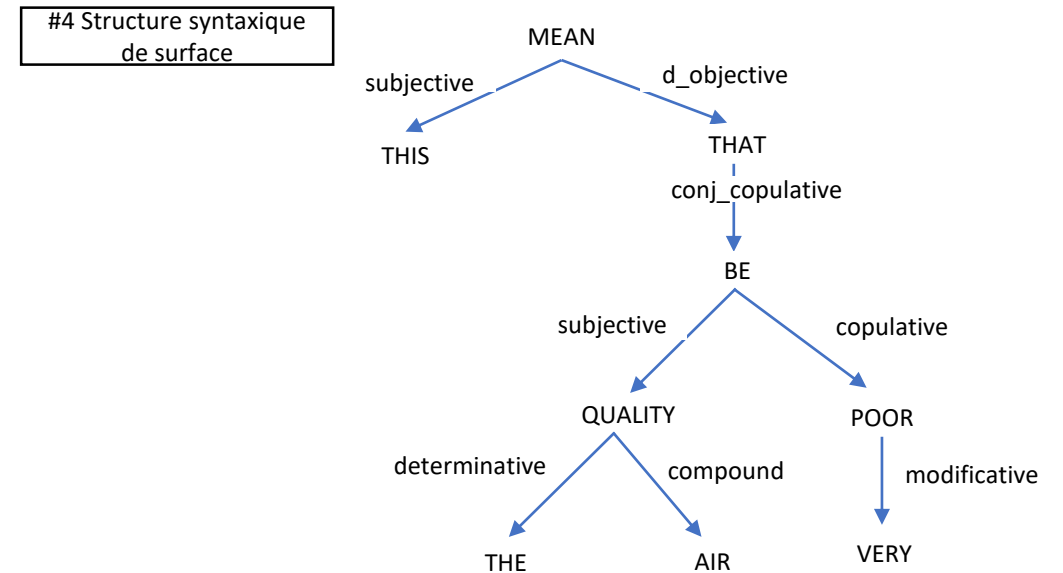 #4 Structure syntaxique
de surface
MEAN
subjective
d_objective
THIS
THAT
conj_copulative
BE
subjective
copulative
QUALITY
POOR
determinative
compound
modificative
THE
AIR
VERY